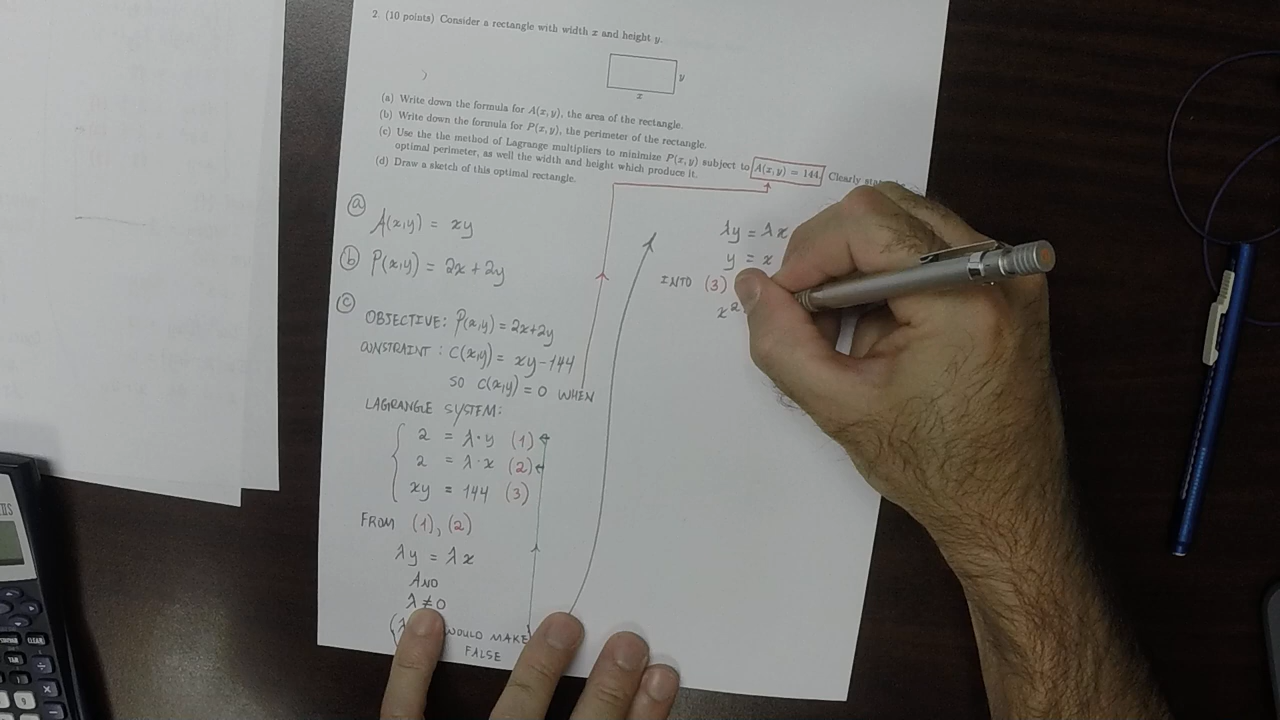 2. (10 points) Consider a rectangle with width x and height y.
y
x
(a) Write down the formula for A(x, y), the area of the rectangle.
(b) Write down the formula for P(x, y), the perimeter of the rectangle.
(c) Use the the method of Lagrange multipliers to minimize P(x, y) subject to A(x, y) = 144. Clearly
optimal perimeter, as well the width and height which produce it.
(d) Draw a sketch of this optimal rectangle.
(a) A(x,y) = xy
(b) P(x,y) = 2x+2y
(c) OBJECTIVE: P(x,y) = 2x+2y
CONSTRAINT: C(x,y) = xy-144
SO C(x,y) = 0 WHEN
LAGRANGE SYSTEM:
2 = λ·y (1)
2 = λ·x (2)
xy = 144 (3)
FROM (1), (2)
λy = λx
AND
λ≠0
WOULD MAKE
FALSE
λy = λx
y = x
INTO (3)
x²
CLEAR
TAN
9